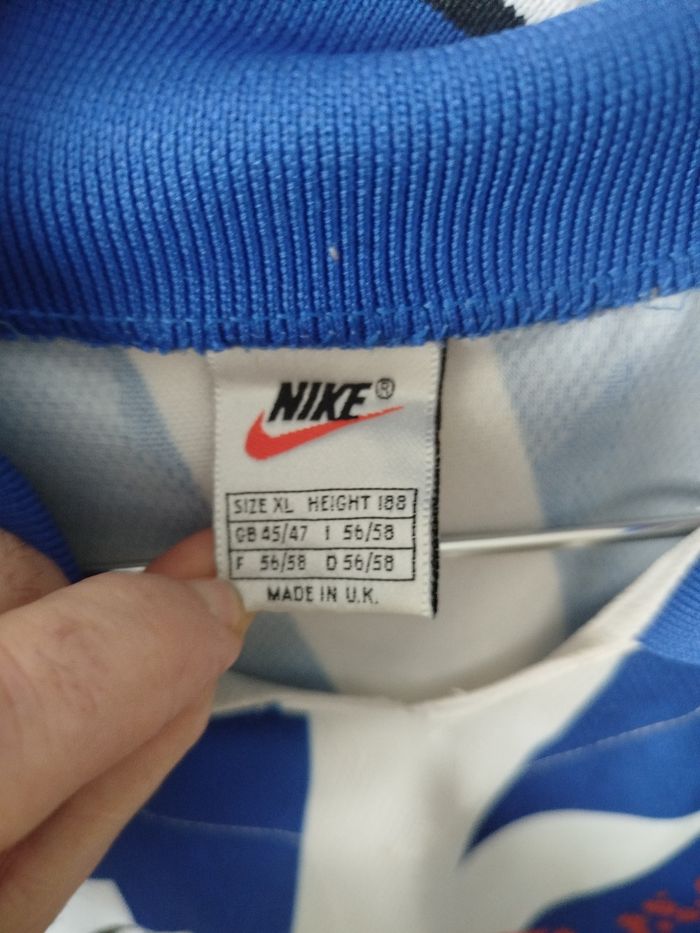 NIKE®
SIZE XL HEIGHT 188
GB 45/47 I 56/58
F 56/58 D 56/58
MADE IN U.K.